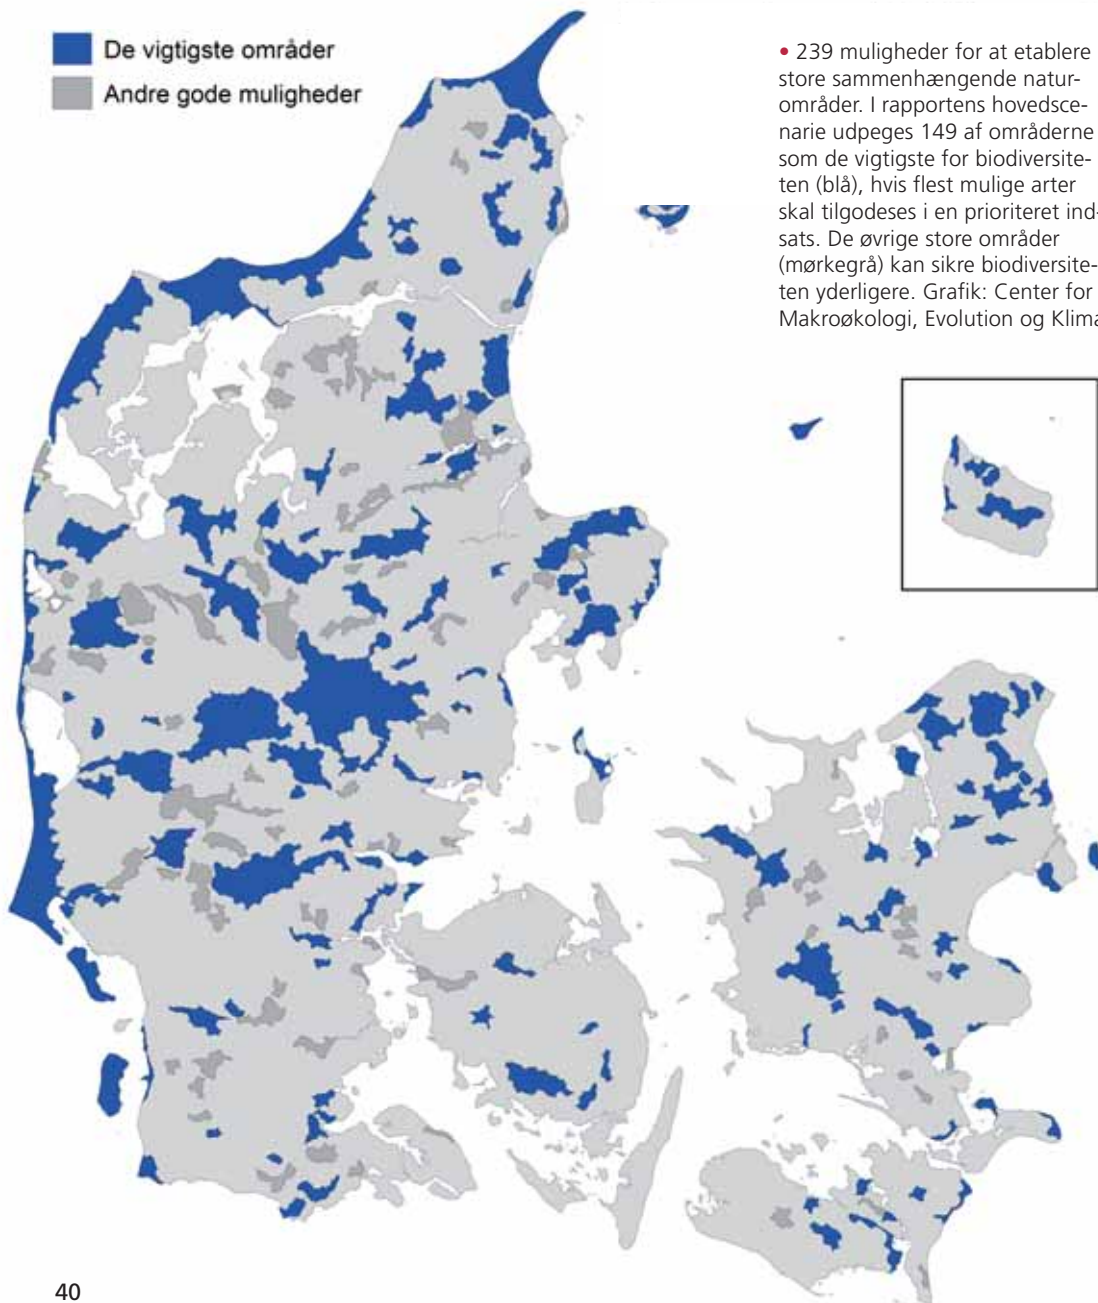 De vigtigste områder
Andre gode muligheder
• 239 muligheder for at etablere
store sammenhængende natur-
områder. I rapportens hovedsce-
narie udpeges 149 af områderne
som de vigtigste for biodiversite-
ten (blå), hvis flest mulige arter
skal tilgodeses i en prioriteret ind-
sats. De øvrige store områder
(mørkegrå) kan sikre biodiversite-
ten yderligere. Grafik: Center for
Makroøkologi, Evolution og Klima
40